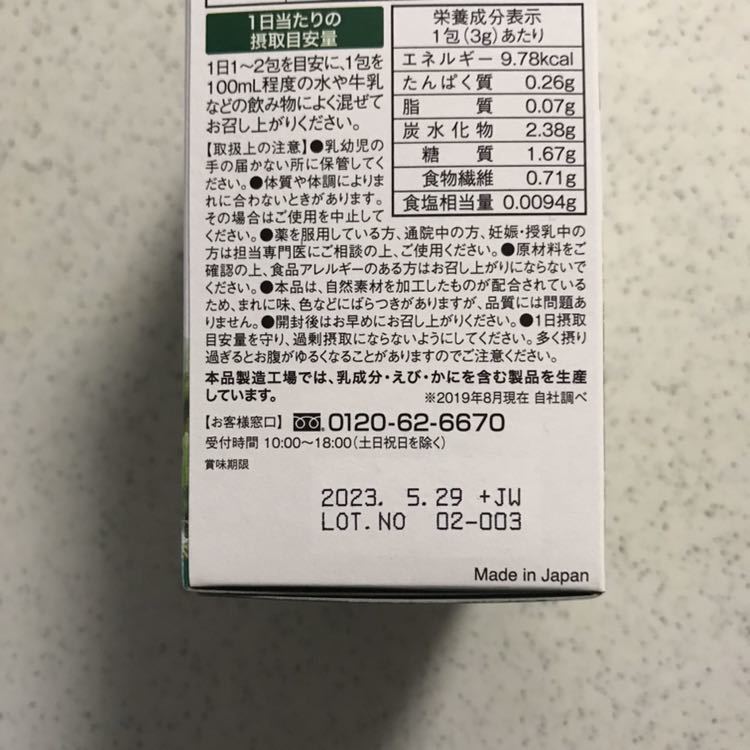 1日当たりの
摂取目安量
1日1〜2包を目安に、1包を
100mL程度の水や牛乳
などの飲み物によく混ぜて
お召し上がりください。
栄養成分表示
1包(3g)あたり
エネルギー 9.78kcal
たんぱく質 0.26g
脂質 0.07g
炭水化物 2.38g
糖質 1.67g
食物繊維 0.71g
食塩相当量 0.0094g
【取扱上の注意】●乳幼児の
手の届かない所に保管してく
ださい。●体質や体調によりま
れに合わないときがあります。
その場合はご使用を中止して
ください。●薬を服用している方、通院中の方、妊娠・授乳中の
方は担当専門医にご相談の上、ご使用ください。●原材料をご
確認の上、食品アレルギーのある方はお召し上がりにならないで
ください。●本品は、自然素材を加工したものが配合されている
ため、まれに味、色などにばらつきがありますが、品質には問題あ
りません。●開封後はお早めにお召し上がりください。●1日摂取
目安量を守り、過剰摂取にならないようにしてください。多く摂り
過ぎるとお腹がゆるくなることがありますのでご注意ください。
本品製造工場では、乳成分・えび・かにを含む製品を生産
しています。
※2019年8月現在 自社調べ
【お客様窓口】 0120-62-6670
受付時間 10:00〜18:00(土日祝日を除く)
賞味期限
2023. 5.29 +JW
LOT.NO 02-003
Made in Japan